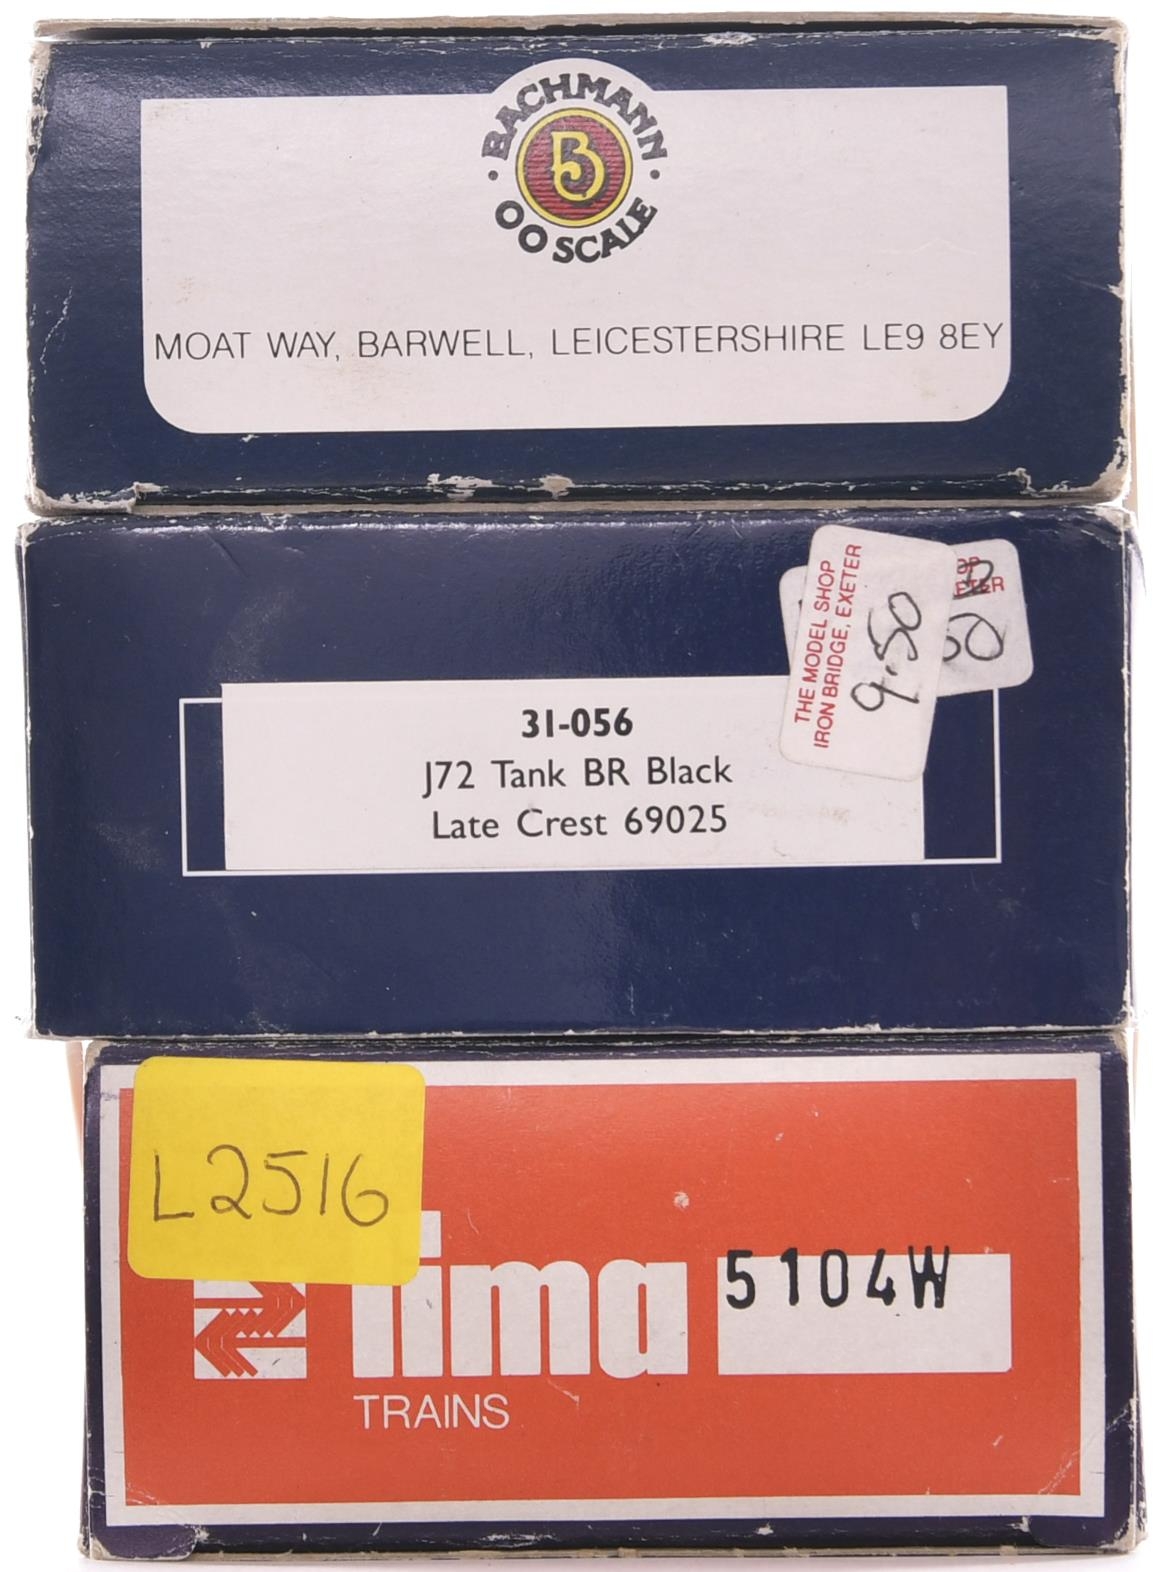 BACHMANN
B
OO SCALE
MOAT WAY, BARWELL, LEICESTERSHIRE LE9 8EY
THE MODEL SHOP
IRON BRIDGE, EXETER
9.50
31-056
J72 Tank BR Black
Late Crest 69025
L2516
lima
5104W
TRAINS